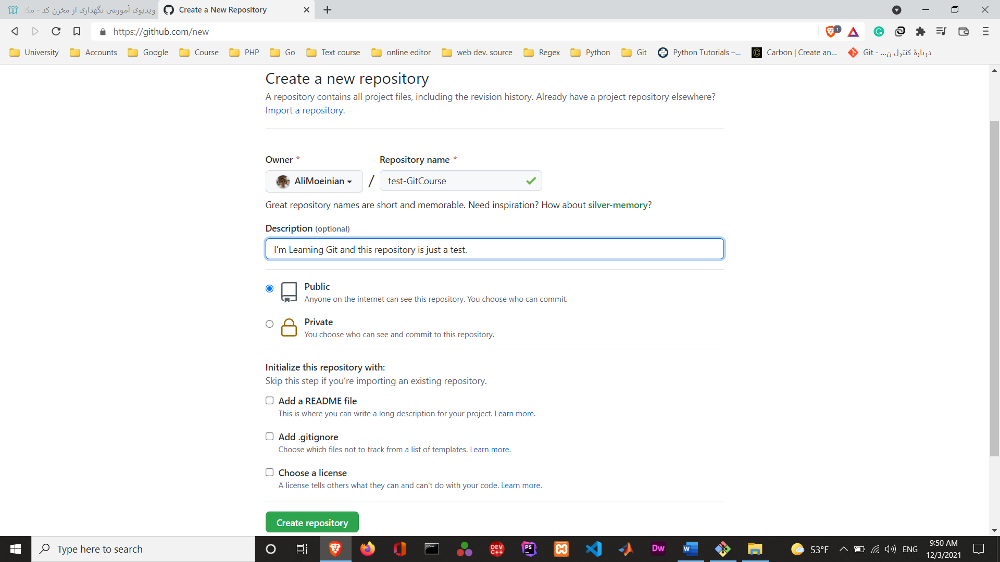 ویدیوی آموزشی نگهداری از مخزن کد - مک
Create a New Repository
https://github.com/new
1
University
Accounts
Google
Course
PHP
Go
Text course
online editor
web dev. source
Regex
Python
Git
Python Tutorials –...
Carbon | Create an...
Git - دربارهٔ کنترل ن...
Create a new repository
A repository contains all project files, including the revision history. Already have a project repository elsewhere?
Import a repository.
Owner *
Repository name *
AliMoeinian
/
test-GitCourse
Great repository names are short and memorable. Need inspiration? How about silver-memory?
Description (optional)
I'm Learning Git and this repository is just a test.
Public
Anyone on the internet can see this repository. You choose who can commit.
Private
You choose who can see and commit to this repository.
Initialize this repository with:
Skip this step if you’re importing an existing repository.
Add a README file
This is where you can write a long description for your project. Learn more.
Add .gitignore
Choose which files not to track from a list of templates. Learn more.
Choose a license
A license tells others what they can and can't do with your code. Learn more.
Create repository
Type here to search
DEV C++
PS
Dw
W
53°F
ENG
9:50 AM
12/3/2021